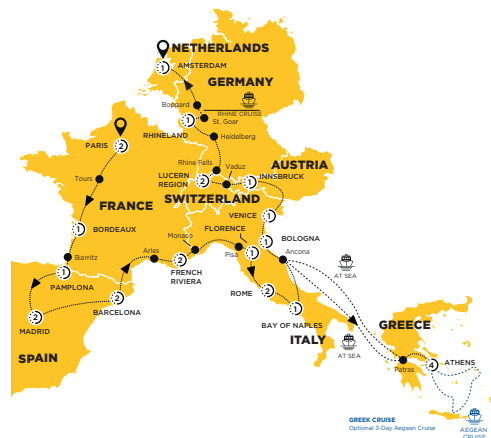 NETHERLANDS
1
AMSTERDAM
GERMANY
Boppard
RHINE CRUISE
St. Goar
1
RHINELAND
Heidelberg
PARIS
2
Rhine Falls
Vaduz
AUSTRIA
LUCERN
REGION
2
1
INNSBRUCK
Tours
SWITZERLAND
FRANCE
VENICE
1
1
BORDEAUX
Monaco
FLORENCE
1
BOLOGNA
Biarritz
Arles
Pisa
1
Ancona
1
PAMPLONA
2
FRENCH
RIVIERA
AT SEA
2
BARCELONA
ROME
2
1
2
MADRID
BAY OF NAPLES
GREECE
ITALY
AT SEA
SPAIN
4
ATHENS
Patras
GREEK CRUISE
Optional 3-Day Aegean Cruise
AEGEAN
CRUISE